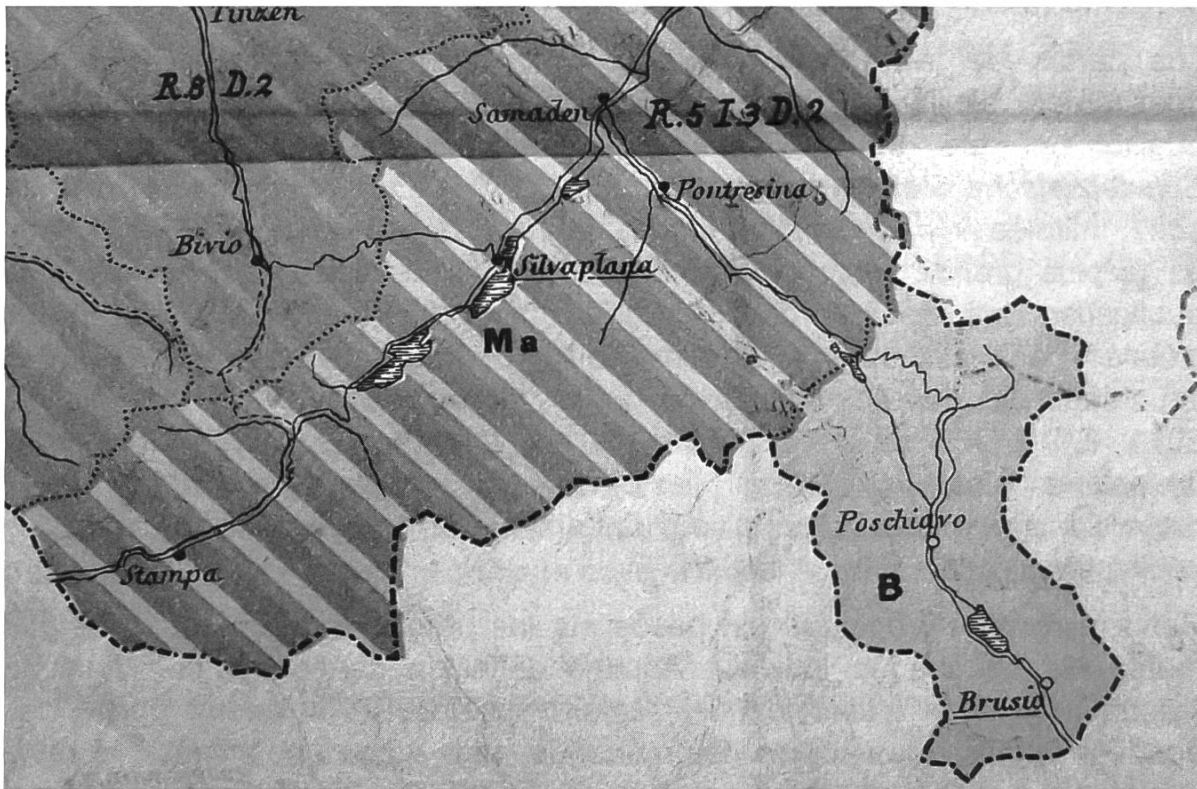 Tinzen
R.8 D.2
Samaden
R.5 I.3 D.2
Pontresina
Bivio
Silvaplana
Ma
Poschiavo
Stampa
B
Brusio